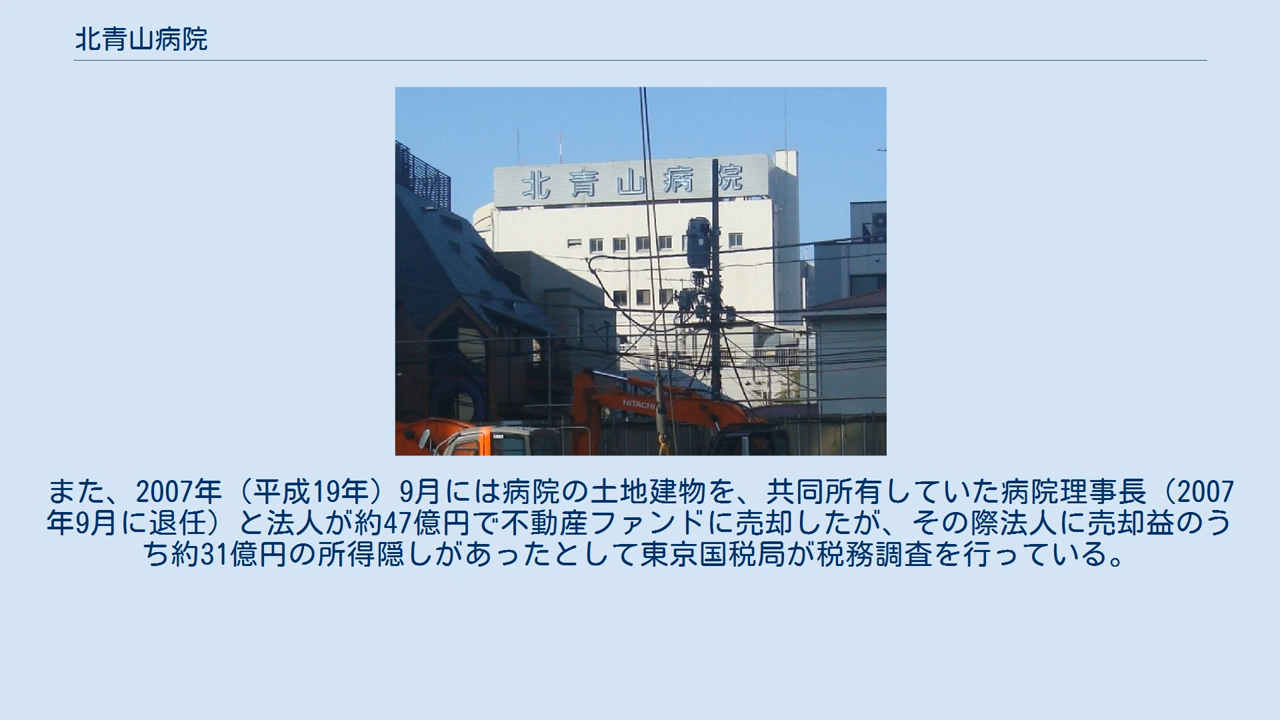 北青山病院
北青山病院
HITACHI
また、2007年（平成19年）9月には病院の土地建物を、共同所有していた病院理事長（2007
年9月に退任）と法人が約47億円で不動産ファンドに売却したが、その際法人に売却益のう
ち約31億円の所得隠しがあったとして東京国税局が税務調査を行っている。